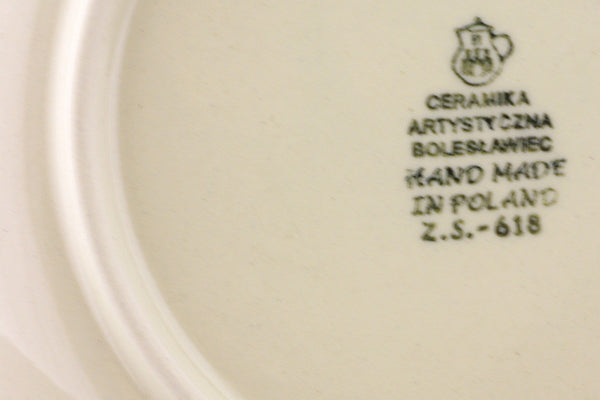 CERAMIKA
ARTYSTYCZNA
BOLESŁAWIEC
HAND MADE
IN POLAND
Z.S.-618